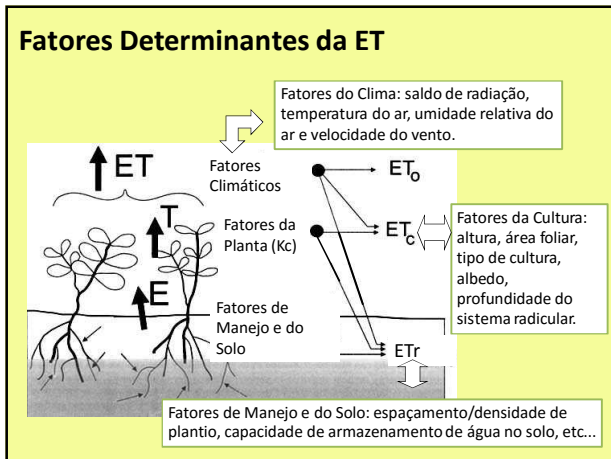 Fatores Determinantes da ET
Fatores do Clima: saldo de radiação,
temperatura do ar, umidade relativa do
ar e velocidade do vento.
ET
Fatores
Climáticos
ETo
T
Fatores da
Planta (Kc)
ETc
Fatores da Cultura:
altura, área foliar,
tipo de cultura,
albedo,
profundidade do
sistema radicular.
E
Fatores de
Manejo e do
Solo
ETr
Fatores de Manejo e do Solo: espaçamento/densidade de
plantio, capacidade de armazenamento de água no solo, etc...